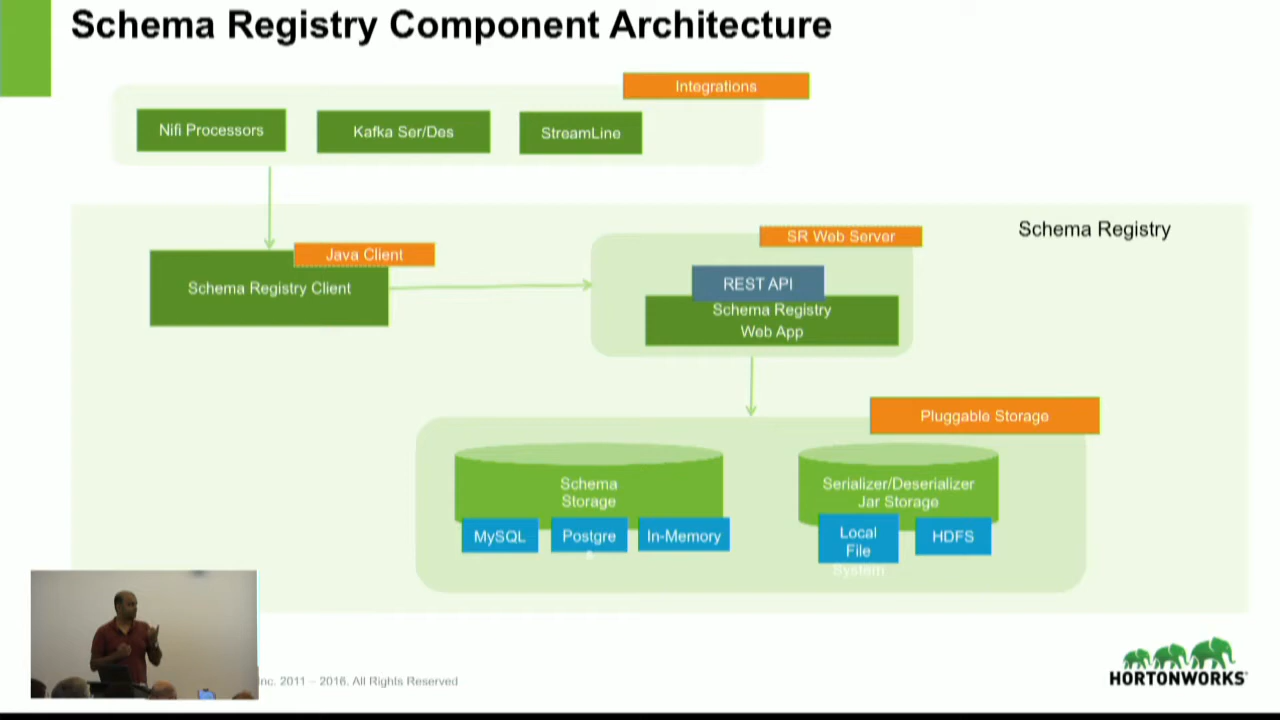 Schema Registry Component Architecture
Integrations
Nifi Processors
Kafka Ser/Des
StreamLine
Schema Registry
Java Client
Schema Registry Client
SR Web Server
REST API
Schema Registry
Web App
Pluggable Storage
Schema
Storage
MySQL
Postgre
s
In-Memory
Serializer/Deserializer
Jar Storage
Local
File
System
HDFS
Inc. 2011 – 2016. All Rights Reserved
HORTONWORKS